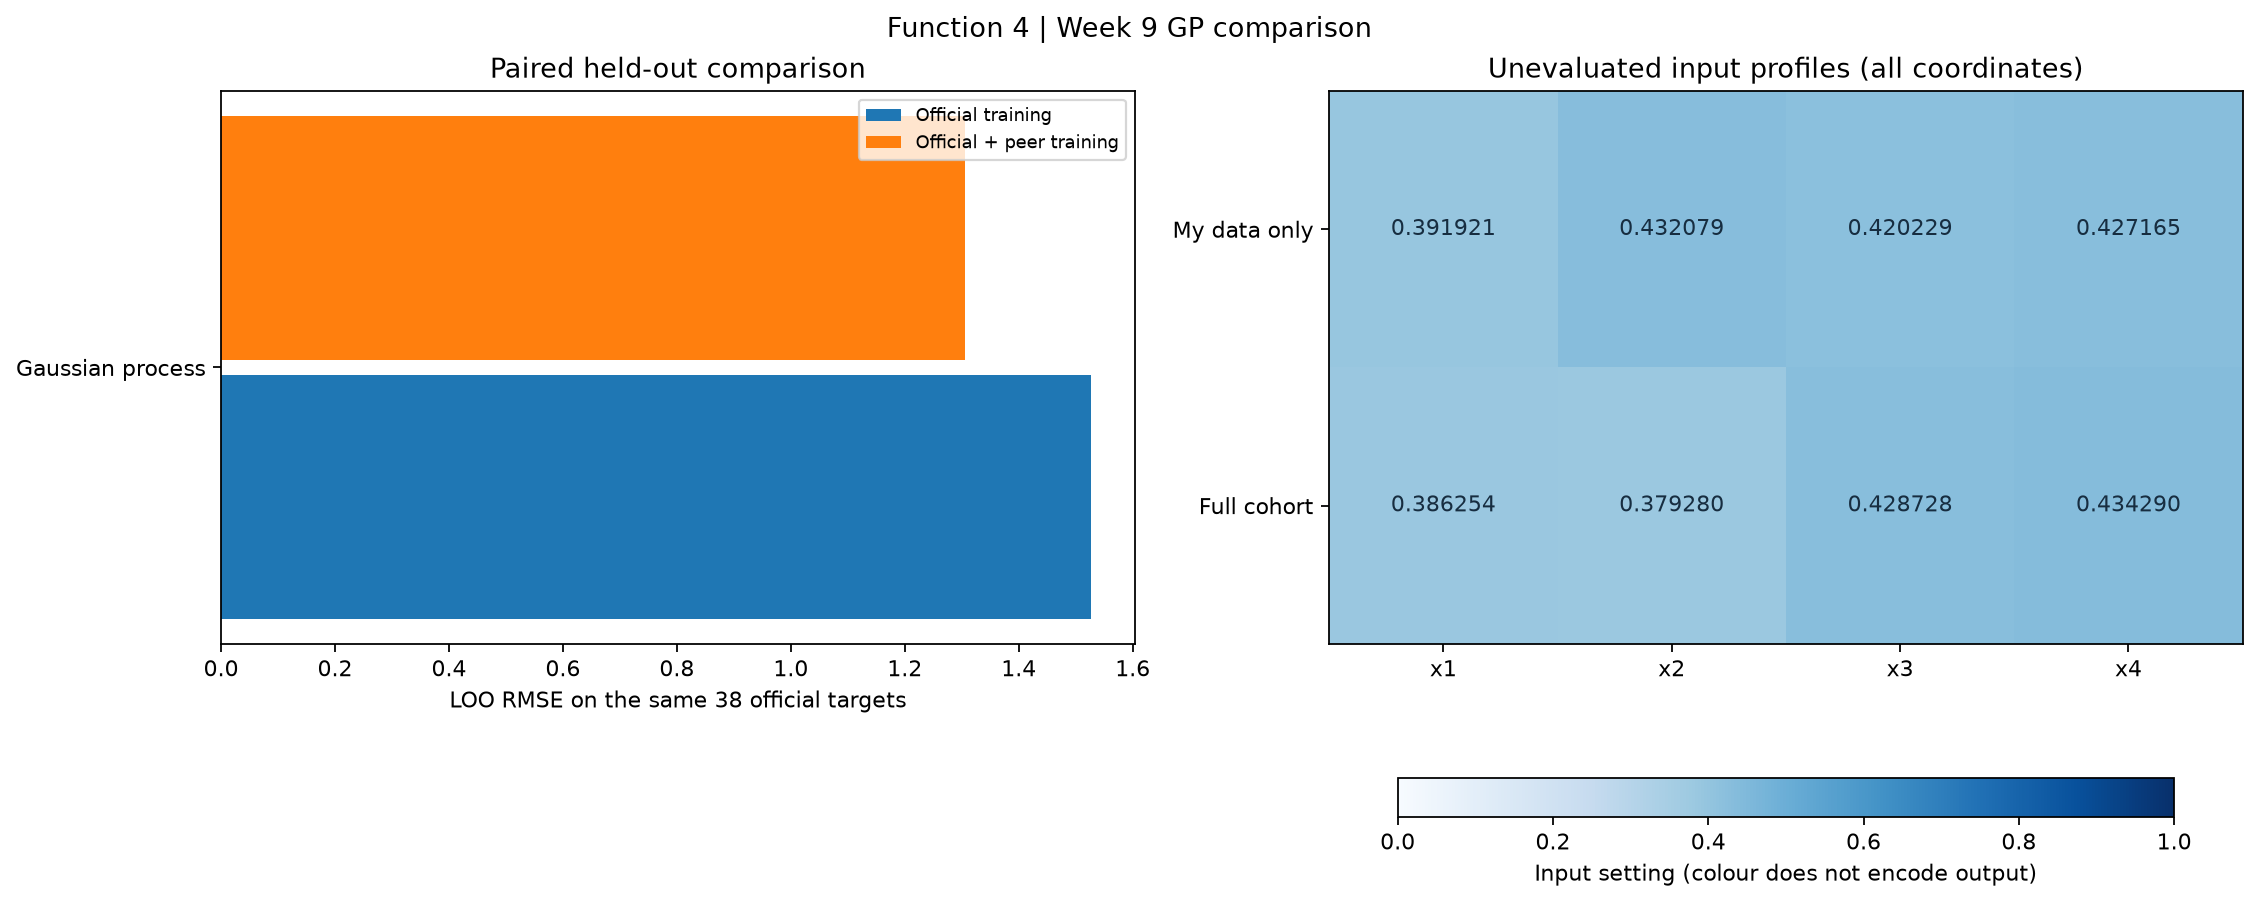 Function 4 | Week 9 GP comparison
Paired held-out comparison
Official training
Official + peer training
Gaussian process
0.0 0.2 0.4 0.6 0.8 1.0 1.2 1.4 1.6
LOO RMSE on the same 38 official targets
Unevaluated input profiles (all coordinates)
My data only 0.391921 0.432079 0.420229 0.427165
Full cohort 0.386254 0.379280 0.428728 0.434290
x1 x2 x3 x4
0.0 0.2 0.4 0.6 0.8 1.0
Input setting (colour does not encode output)